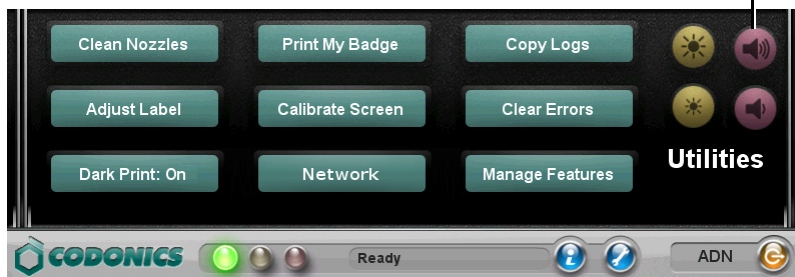 Clean Nozzles Print My Badge Copy Logs
Adjust Label Calibrate Screen Clear Errors
Utilities
Dark Print: On Network Manage Features
CODONICS Ready ADN